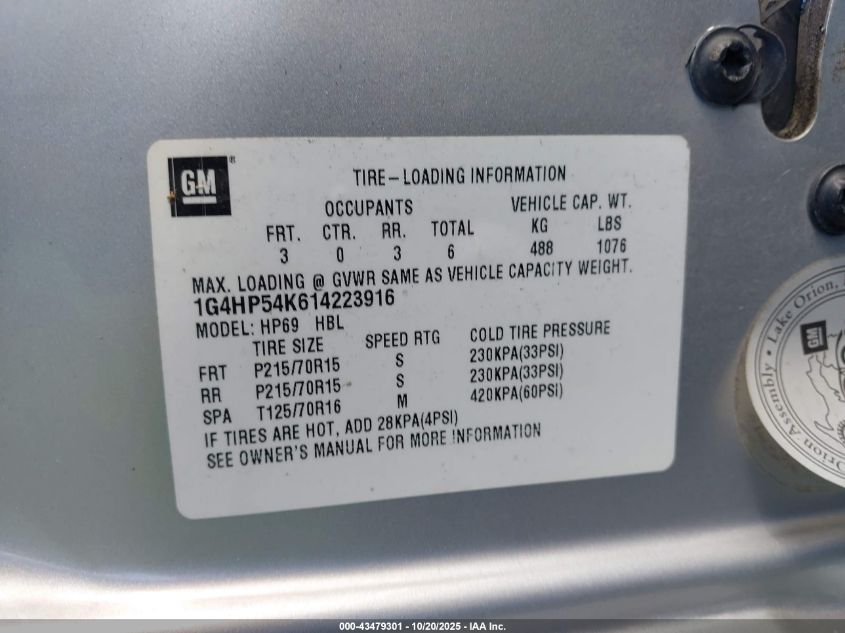 GM®
TIRE-LOADING INFORMATION
OCCUPANTS VEHICLE CAP. WT.
FRT. CTR. RR. TOTAL KG LBS
3 0 3 6 488 1076
MAX. LOADING @ GVWR SAME AS VEHICLE CAPACITY WEIGHT.
1G4HP54K614223916
MODEL: HP69 HBL
TIRE SIZE SPEED RTG COLD TIRE PRESSURE
FRT P215/70R15 S 230KPA(33PSI)
RR P215/70R15 S 230KPA(33PSI)
SPA T125/70R16 M 420KPA(60PSI)
IF TIRES ARE HOT, ADD 28KPA(4PSI)
SEE OWNER'S MANUAL FOR MORE INFORMATION
GM
Orion Assembly • Lake Orion,
000-43479301 - 10/20/2025 - IAA Inc.